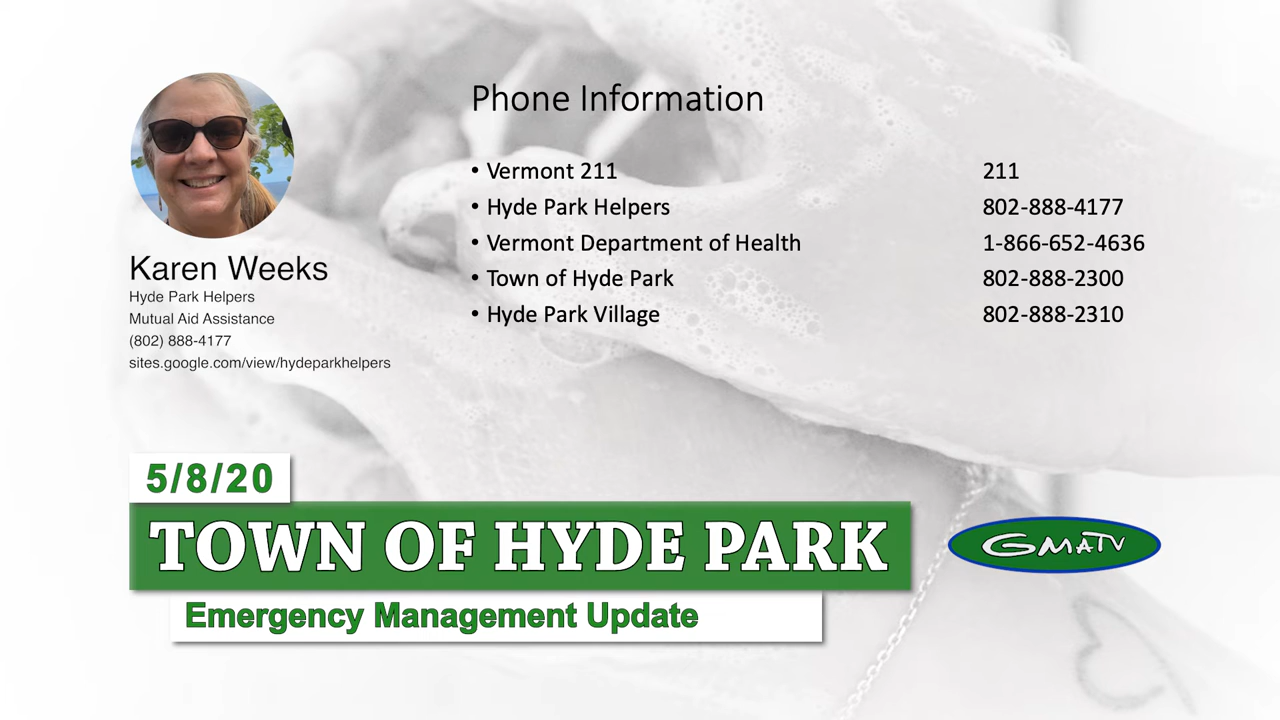 Karen Weeks
Hyde Park Helpers
Mutual Aid Assistance
(802) 888-4177
sites.google.com/view/hydeparkhelpers
Phone Information
• Vermont 211 211
• Hyde Park Helpers 802-888-4177
• Vermont Department of Health 1-866-652-4636
• Town of Hyde Park 802-888-2300
• Hyde Park Village 802-888-2310
5/8/20
TOWN OF HYDE PARK
GMATV
Emergency Management Update